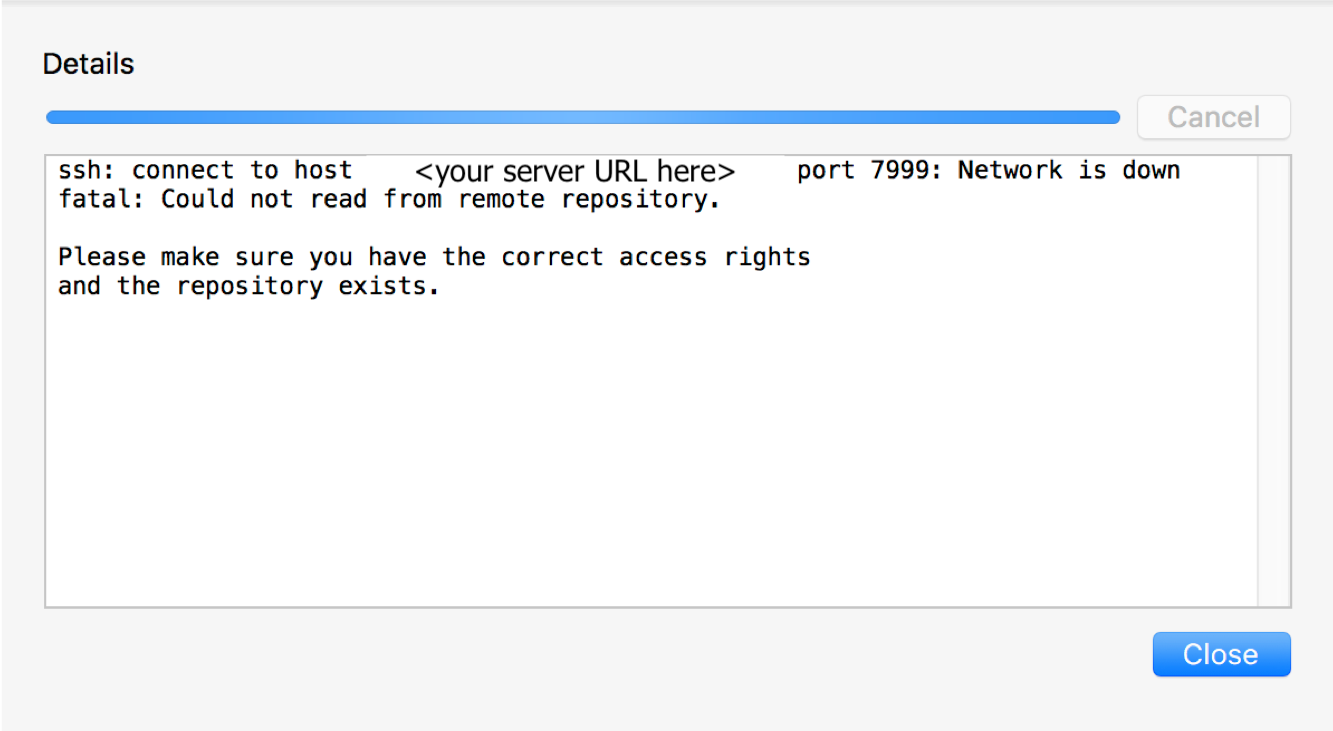 Details
Cancel
ssh: connect to host <your server URL here> port 7999: Network is down
fatal: Could not read from remote repository.
Please make sure you have the correct access rights
and the repository exists.
Close